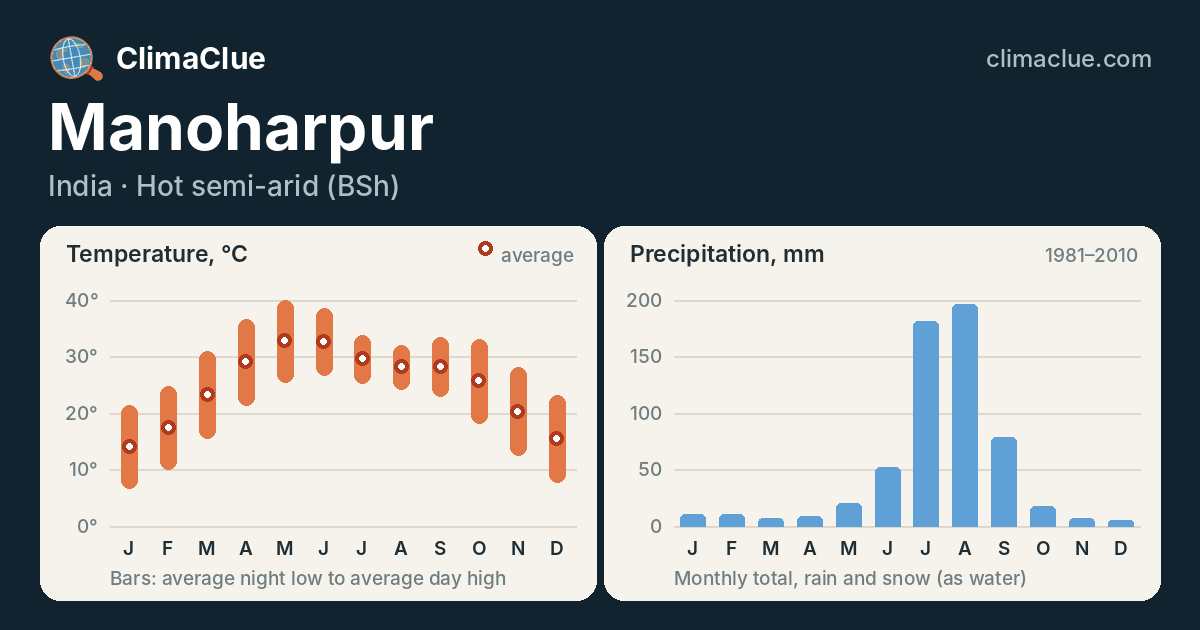 ClimaClue
climaclue.com
Manoharpur
India · Hot semi-arid (BSh)
Temperature, °C
average
40°
30°
20°
10°
0°
J F M A M J J A S O N D
Bars: average night low to average day high
Precipitation, mm
1981–2010
200
150
100
50
0
J F M A M J J A S O N D
Monthly total, rain and snow (as water)